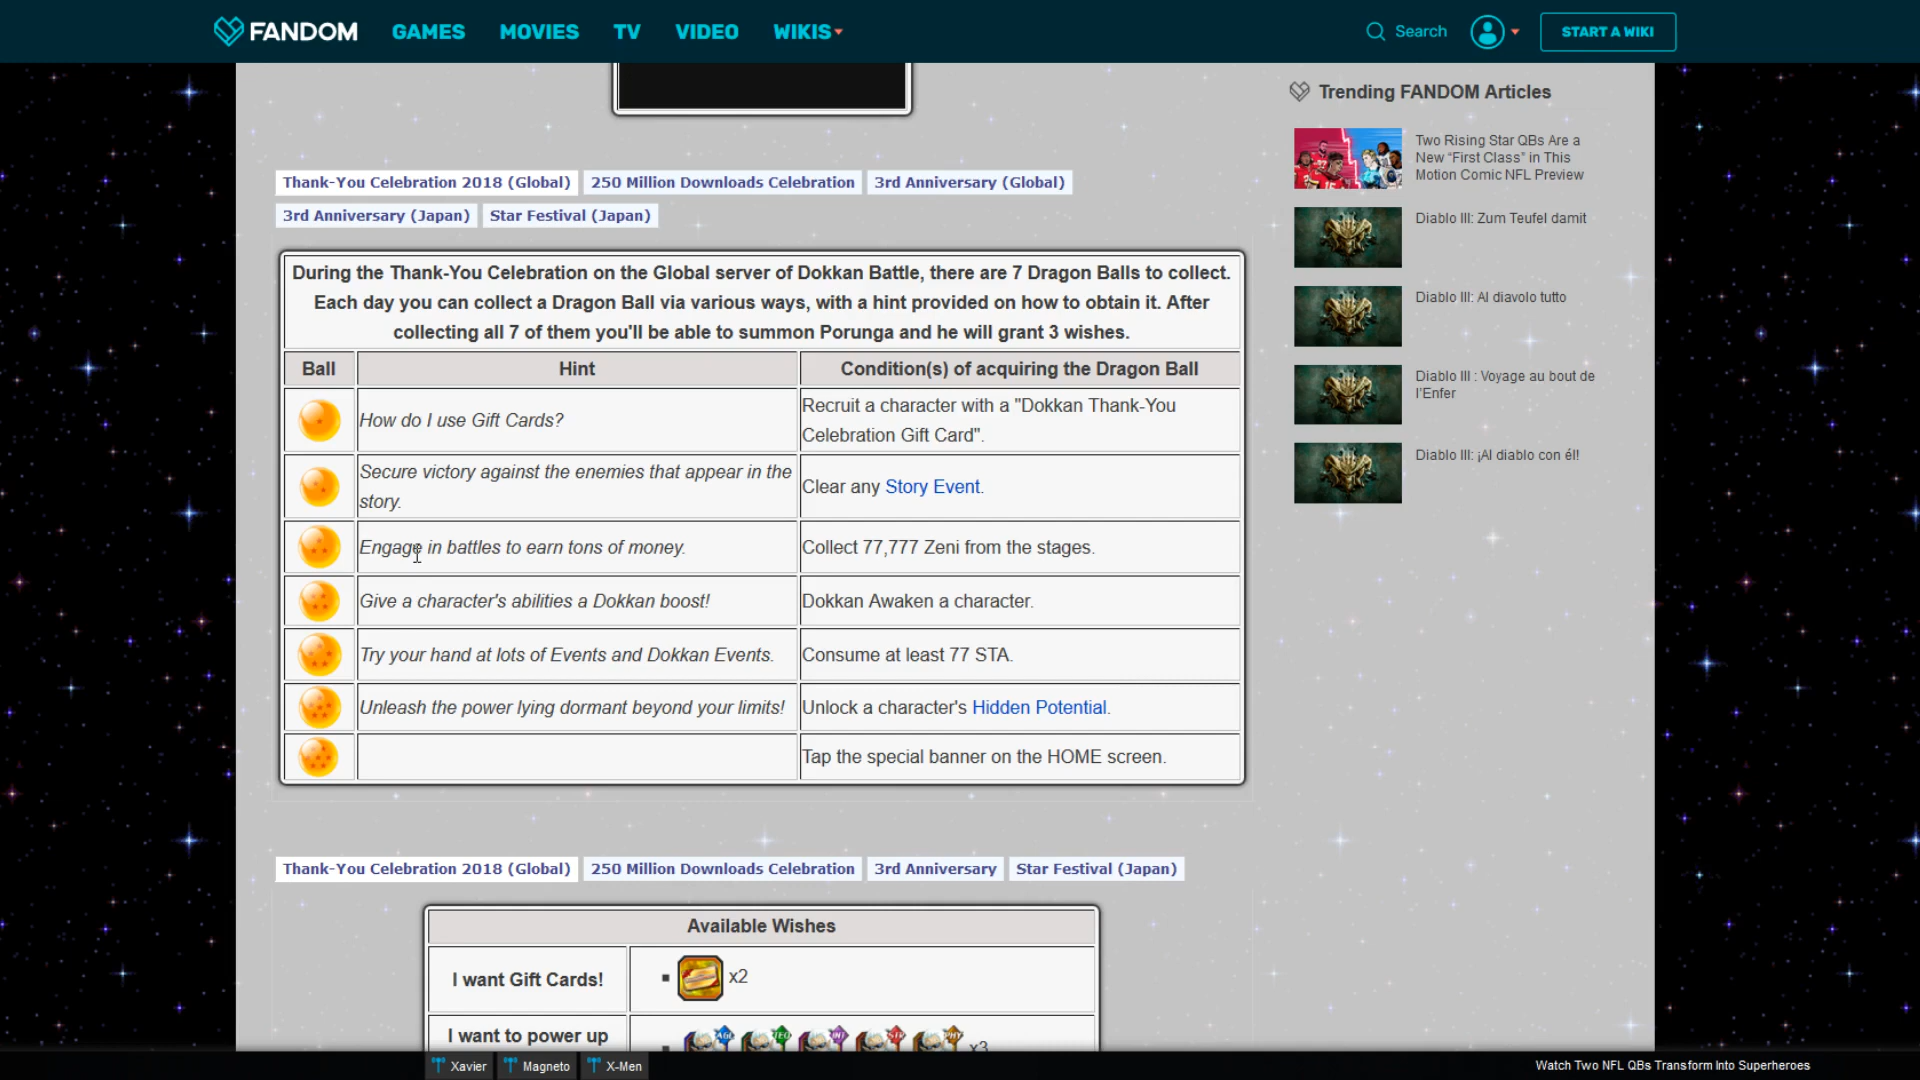 FANDOM
GAMES
MOVIES
TV
VIDEO
WIKIS
Search
START A WIKI
Thank-You Celebration 2018 (Global)
250 Million Downloads Celebration
3rd Anniversary (Global)
3rd Anniversary (Japan)
Star Festival (Japan)
During the Thank-You Celebration on the Global server of Dokkan Battle, there are 7 Dragon Balls to collect.
Each day you can collect a Dragon Ball via various ways, with a hint provided on how to obtain it. After
collecting all 7 of them you'll be able to summon Porunga and he will grant 3 wishes.
Ball
Hint
Condition(s) of acquiring the Dragon Ball
How do I use Gift Cards?
Recruit a character with a "Dokkan Thank-You
Celebration Gift Card".
Secure victory against the enemies that appear in the
story.
Clear any Story Event.
Engage in battles to earn tons of money.
Collect 77,777 Zeni from the stages.
Give a character's abilities a Dokkan boost!
Dokkan Awaken a character.
Try your hand at lots of Events and Dokkan Events.
Consume at least 77 STA.
Unleash the power lying dormant beyond your limits!
Unlock a character's Hidden Potential.
Tap the special banner on the HOME screen.
Thank-You Celebration 2018 (Global)
250 Million Downloads Celebration
3rd Anniversary
Star Festival (Japan)
Available Wishes
I want Gift Cards!
x2
I want to power up
AGL
TEQ
INT
STR
PHY
x3
Trending FANDOM Articles
Two Rising Star QBs Are a
New “First Class” in This
Motion Comic NFL Preview
Diablo III: Zum Teufel damit
Diablo III: Al diavolo tutto
Diablo III : Voyage au bout de
l’Enfer
Diablo III: ¡Al diablo con él!
Xavier
Magneto
X-Men
Watch Two NFL QBs Transform Into Superheroes